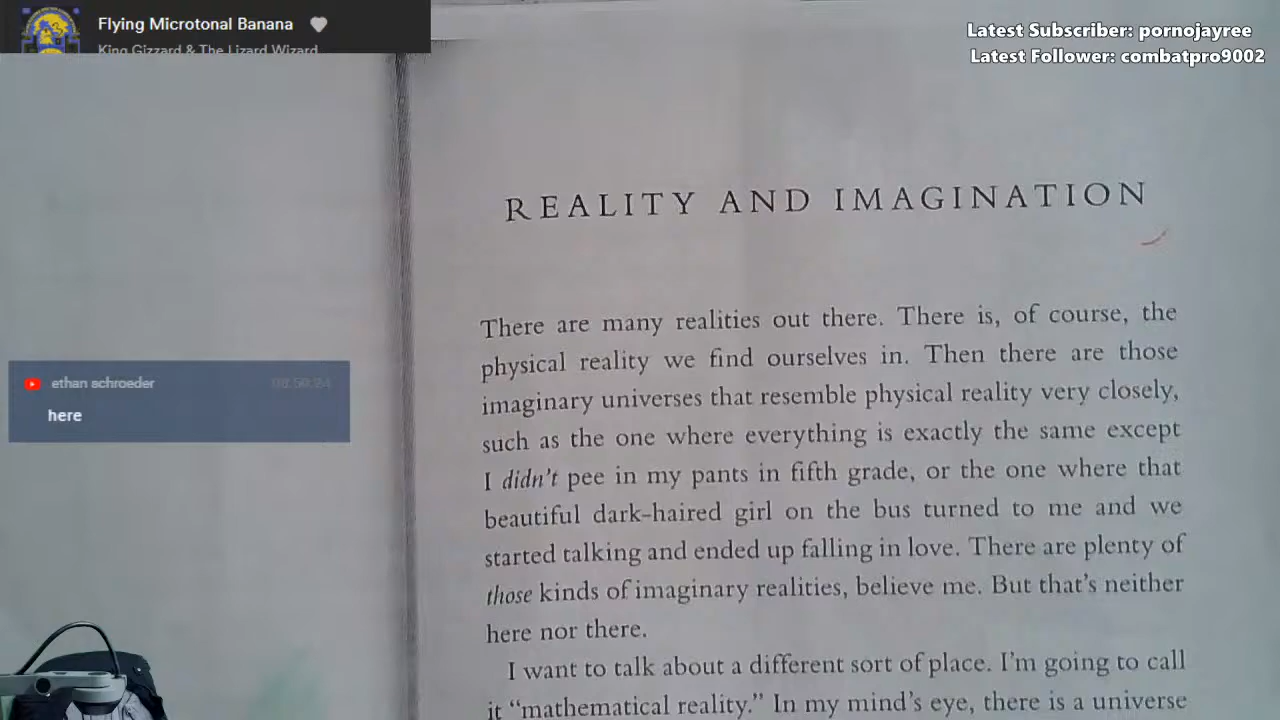 Flying Microtonal Banana
King Gizzard & The Lizard Wizard
Latest Subscriber: pornojayree
Latest Follower: combatpro9002
REALITY AND IMAGINATION
There are many realities out there. There is, of course, the
physical reality we find ourselves in. Then there are those
imaginary universes that resemble physical reality very closely,
such as the one where everything is exactly the same except
I didn't pee in my pants in fifth grade, or the one where that
beautiful dark-haired girl on the bus turned to me and we
started talking and ended up falling in love. There are plenty of
those kinds of imaginary realities, believe me. But that's neither
here nor there.
I want to talk about a different sort of place. I'm going to call
it “mathematical reality.” In my mind's eye, there is a universe
ethan schroeder 08:50:24
here